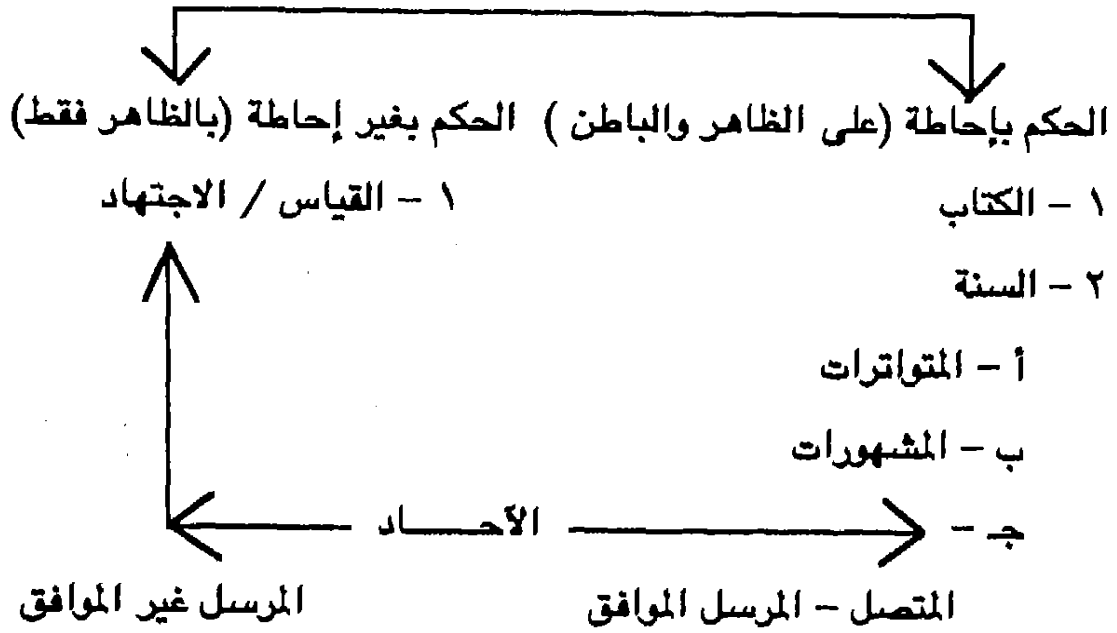 الحكم بإحاطة (على الظاهر والباطن) الحكم بغير إحاطة (بالظاهر فقط)
١ – الكتاب ١ – القياس / الاجتهاد
٢ – السنة
أ – المتواترات
ب – المشهورات
جـ – الآحــــاد
المتصل – المرسل الموافق المرسل غير الموافق